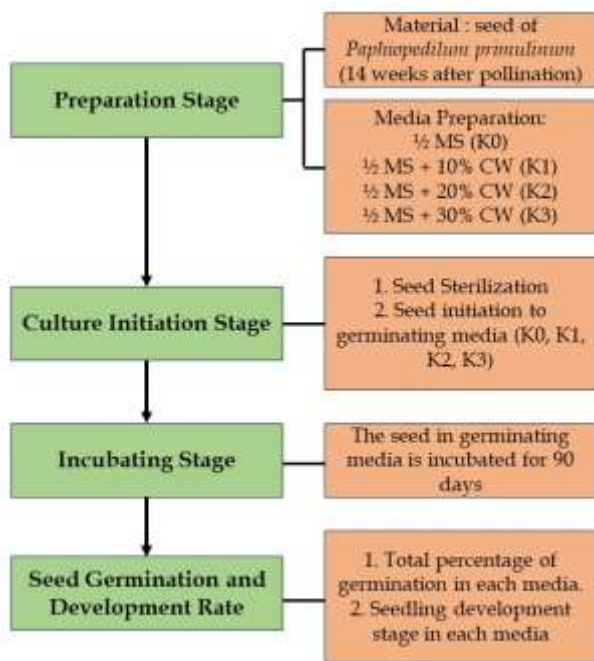 Material : seed of
Paphiopedilum primulinum
(14 weeks after pollination)
Preparation Stage
Media Preparation:
½ MS (K0)
½ MS + 10% CW (K1)
½ MS + 20% CW (K2)
½ MS + 30% CW (K3)
Culture Initiation Stage
1. Seed Sterilization
2. Seed initiation to
germinating media (K0, K1,
K2, K3)
Incubating Stage
The seed in germinating
media is incubated for 90
days
Seed Germination and
Development Rate
1. Total percentage of
germination in each media.
2. Seedling development
stage in each media